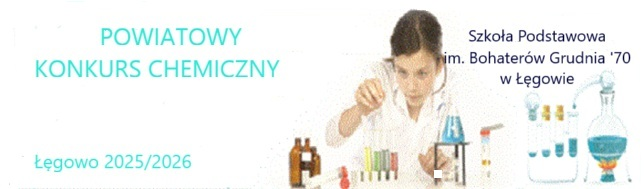 POWIATOWY
KONKURS CHEMICZNY
Szkoła Podstawowa
im. Bohaterów Grudnia '70
w Łęgowie
Łęgowo 2025/2026